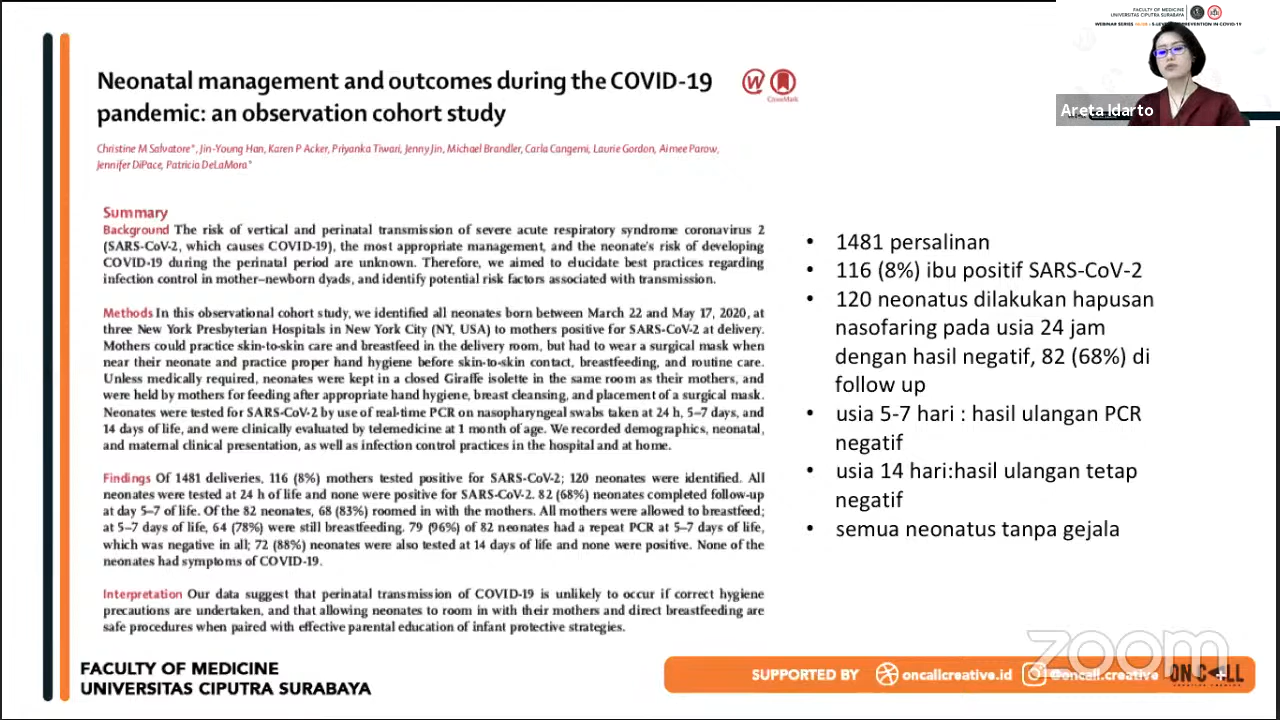 FACULTY OF MEDICINE
UNIVERSITAS CIPUTRA SURABAYA
Areta Idarto
Neonatal management and outcomes during the COVID-19
pandemic: an observation cohort study
CrossMark
Christine M Salvatore*, Jin-Young Han, Karen P Acker, Priyanka Tiwari, Jenny Jin, Michael Brandler, Carla Cangemi, Laurie Gordon, Aimee Parow,
Jennifer DiPace, Patricia DeLaMora*
Summary
Background The risk of vertical and perinatal transmission of severe acute respiratory syndrome coronavirus 2
(SARS-CoV-2, which causes COVID-19), the most appropriate management, and the neonate's risk of developing
COVID-19 during the perinatal period are unknown. Therefore, we aimed to elucidate best practices regarding
infection control in mother–newborn dyads, and identify potential risk factors associated with transmission.
Methods In this observational cohort study, we identified all neonates born between March 22 and May 17, 2020, at
three New York Presbyterian Hospitals in New York City (NY, USA) to mothers positive for SARS-CoV-2 at delivery.
Mothers could practice skin-to-skin care and breastfeed in the delivery room, but had to wear a surgical mask when
near their neonate and practice proper hand hygiene before skin-to-skin contact, breastfeeding, and routine care.
Unless medically required, neonates were kept in a closed Giraffe isolette in the same room as their mothers, and
were held by mothers for feeding after appropriate hand hygiene, breast cleansing, and placement of a surgical mask.
Neonates were tested for SARS-CoV-2 by use of real-time PCR on nasopharyngeal swabs taken at 24 h, 5–7 days, and
14 days of life, and were clinically evaluated by telemedicine at 1 month of age. We recorded demographics, neonatal,
and maternal clinical presentation, as well as infection control practices in the hospital and at home.
Findings Of 1481 deliveries, 116 (8%) mothers tested positive for SARS-CoV-2; 120 neonates were identified. All
neonates were tested at 24 h of life and none were positive for SARS-CoV-2. 82 (68%) neonates completed follow-up
at day 5–7 of life. Of the 82 neonates, 68 (83%) roomed in with the mothers. All mothers were allowed to breastfeed;
at 5–7 days of life, 64 (78%) were still breastfeeding. 79 (96%) of 82 neonates had a repeat PCR at 5–7 days of life,
which was negative in all; 72 (88%) neonates were also tested at 14 days of life and none were positive. None of the
neonates had symptoms of COVID-19.
Interpretation Our data suggest that perinatal transmission of COVID-19 is unlikely to occur if correct hygiene
precautions are undertaken, and that allowing neonates to room in with their mothers and direct breastfeeding are
safe procedures when paired with effective parental education of infant protective strategies.
• 1481 persalinan
• 116 (8%) ibu positif SARS-CoV-2
• 120 neonatus dilakukan hapusan
nasofaring pada usia 24 jam
dengan hasil negatif, 82 (68%) di
follow up
• usia 5-7 hari : hasil ulangan PCR
negatif
• usia 14 hari:hasil ulangan tetap
negatif
• semua neonatus tanpa gejala
FACULTY OF MEDICINE
UNIVERSITAS CIPUTRA SURABAYA
SUPPORTED BY oncallcreative.id @oncall.creative ON CALL
zoom